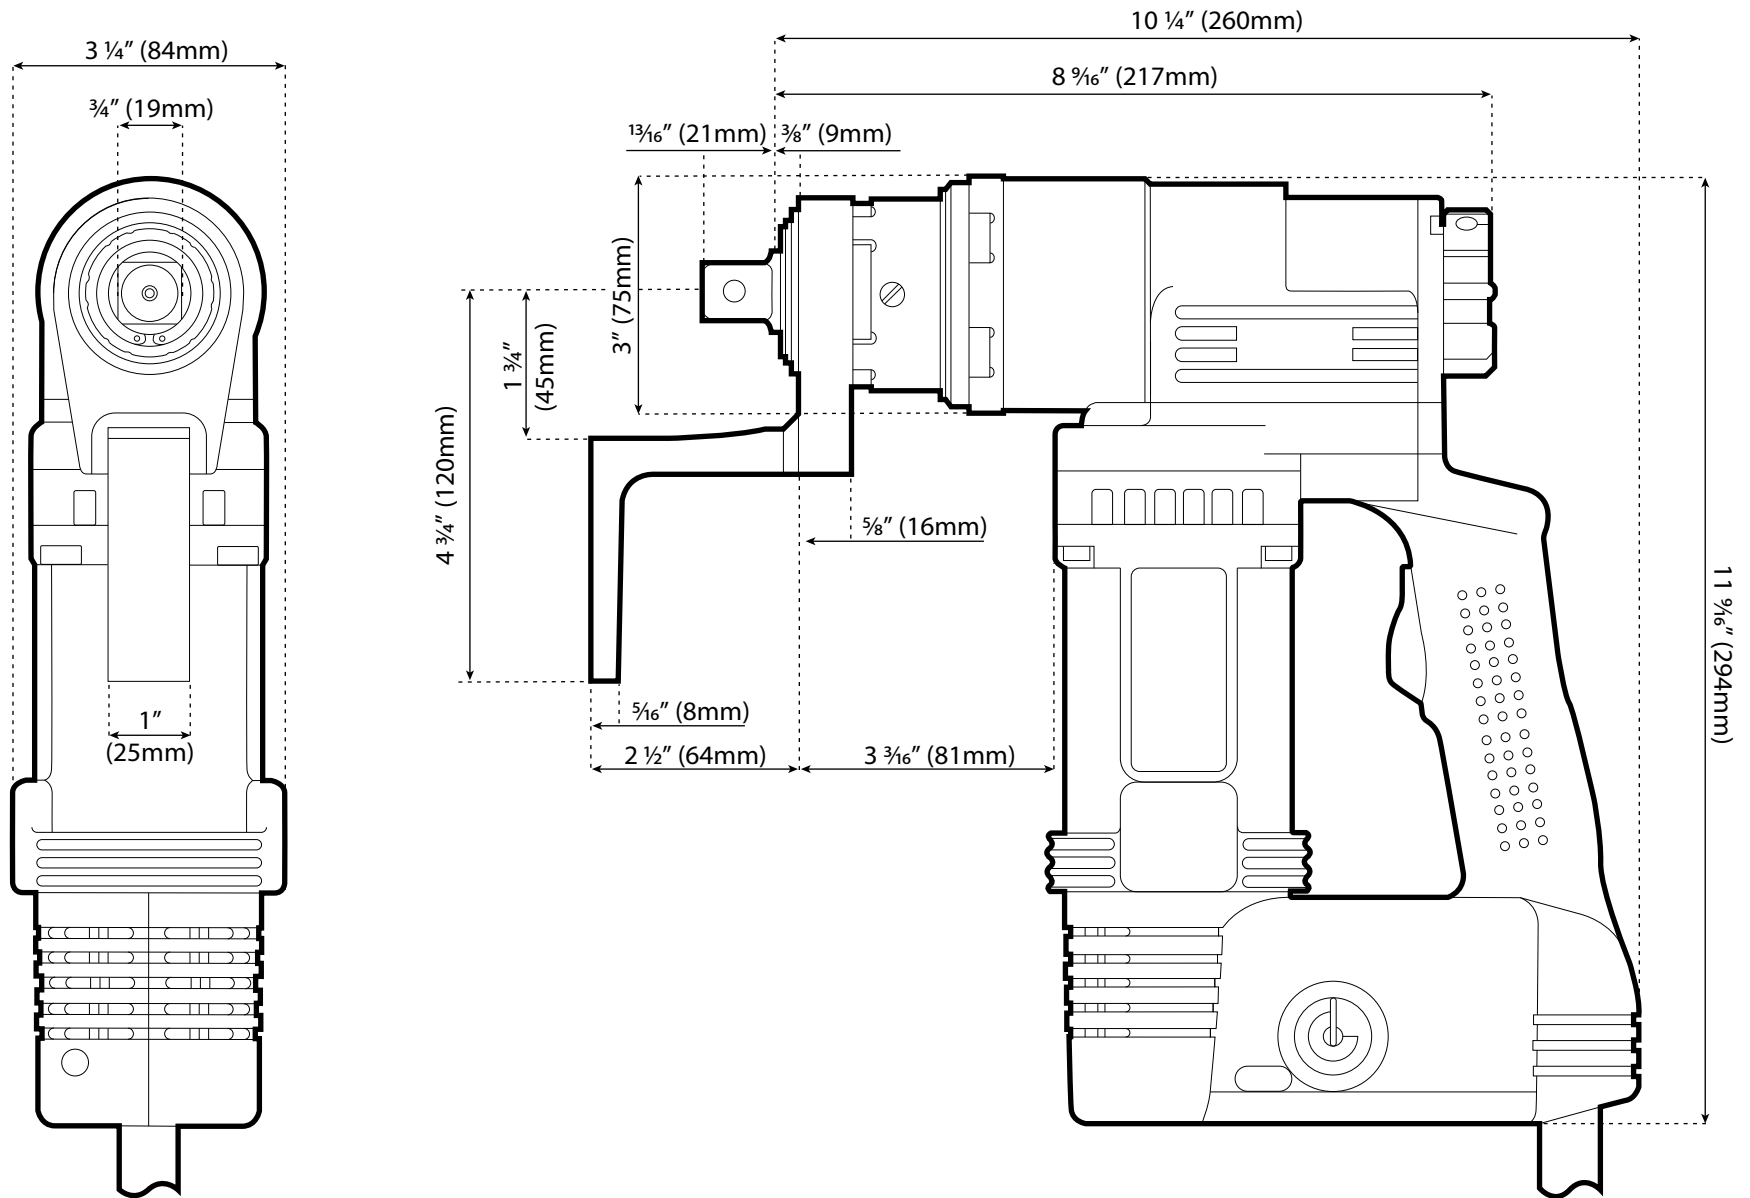 10 ¼” (260mm)
3 ¼” (84mm)
8 ⁹⁄₁₆” (217mm)
¾” (19mm)
¹³⁄₁₆” (21mm)
⅜” (9mm)
3” (75mm)
1 ¾”
(45mm)
4 ¾” (120mm)
⅝” (16mm)
11 ⁹⁄₁₆” (294mm)
⁵⁄₁₆” (8mm)
1”
(25mm)
2 ½” (64mm)
3 ³⁄₁₆” (81mm)